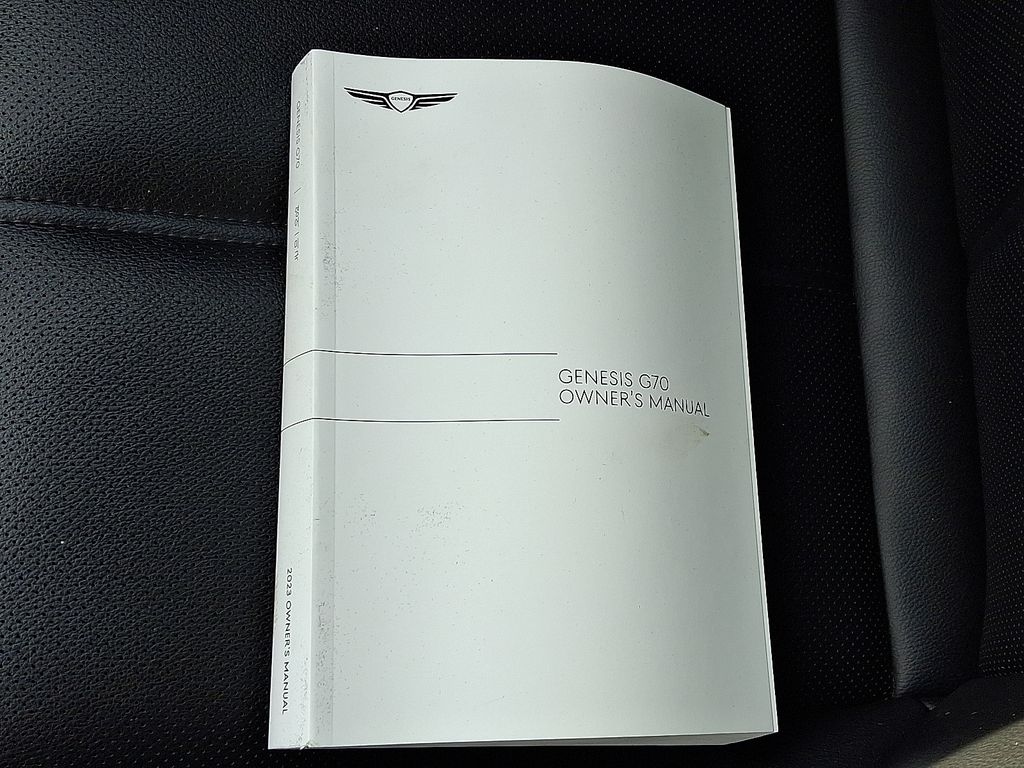 GENESIS
GENESIS G70
OWNER'S MANUAL
GENESIS G70
2023 OWNER'S MANUAL